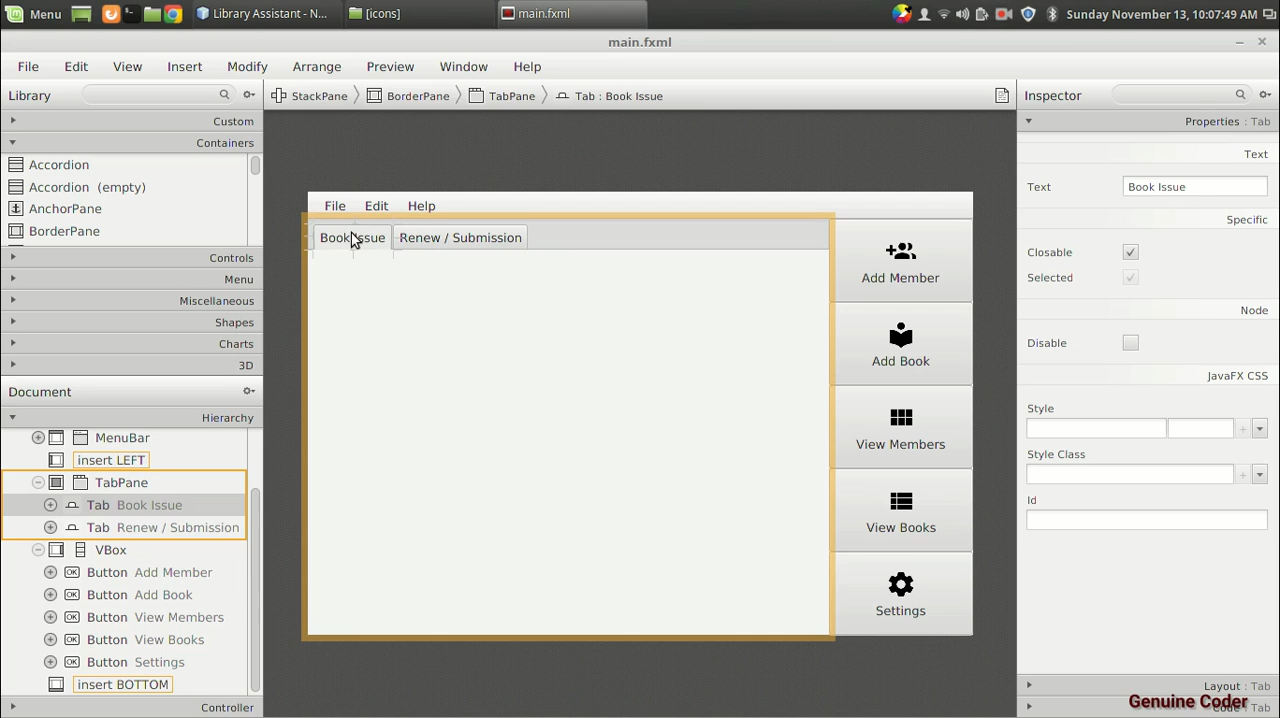 Menu
Library Assistant - N...
[icons]
main.fxml
Sunday November 13, 10:07:49 AM
main.fxml
File Edit View Insert Modify Arrange Preview Window Help
Library
StackPane BorderPane TabPane Tab : Book Issue
Inspector
Custom
Properties : Tab
Containers
Accordion
Accordion (empty)
AnchorPane
BorderPane
Controls
Menu
Miscellaneous
Shapes
Charts
3D
Document
Hierarchy
MenuBar
insert LEFT
TabPane
Tab Book Issue
Tab Renew / Submission
VBox
Button Add Member
Button Add Book
Button View Members
Button View Books
Button Settings
insert BOTTOM
Controller
File Edit Help
Book Issue Renew / Submission
Add Member
Add Book
View Members
View Books
Settings
Text
Text Book Issue
Specific
Closable
Selected
Node
Disable
JavaFX CSS
Style
Style Class
Id
Layout : Tab
Code : Tab
Genuine Coder